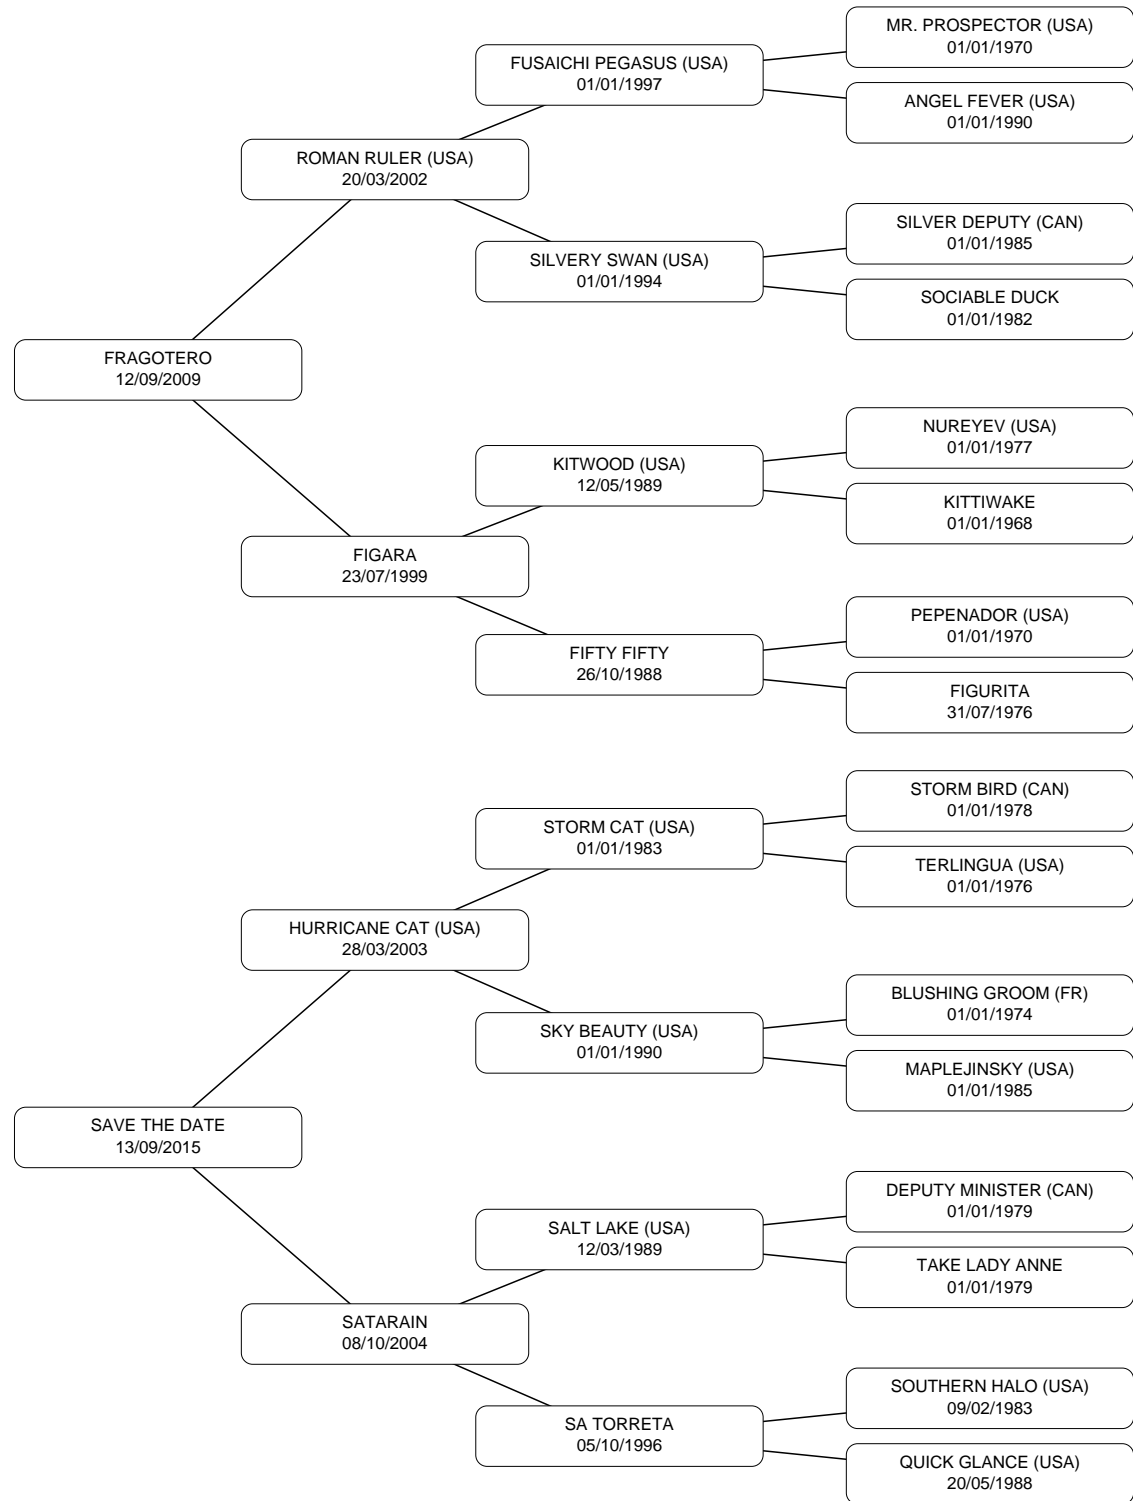 MR. PROSPECTOR (USA)
01/01/1970
FUSAICHI PEGASUS (USA)
01/01/1997
ANGEL FEVER (USA)
01/01/1990
ROMAN RULER (USA)
20/03/2002
SILVER DEPUTY (CAN)
01/01/1985
SILVERY SWAN (USA)
01/01/1994
SOCIABLE DUCK
01/01/1982
FRAGOTERO
12/09/2009
NUREYEV (USA)
01/01/1977
KITWOOD (USA)
12/05/1989
KITTIWAKE
01/01/1968
FIGARA
23/07/1999
PEPENADOR (USA)
01/01/1970
FIFTY FIFTY
26/10/1988
FIGURITA
31/07/1976
STORM BIRD (CAN)
01/01/1978
STORM CAT (USA)
01/01/1983
TERLINGUA (USA)
01/01/1976
HURRICANE CAT (USA)
28/03/2003
BLUSHING GROOM (FR)
01/01/1974
SKY BEAUTY (USA)
01/01/1990
MAPLEJINSKY (USA)
01/01/1985
SAVE THE DATE
13/09/2015
DEPUTY MINISTER (CAN)
01/01/1979
SALT LAKE (USA)
12/03/1989
TAKE LADY ANNE
01/01/1979
SATARAIN
08/10/2004
SOUTHERN HALO (USA)
09/02/1983
SA TORRETA
05/10/1996
QUICK GLANCE (USA)
20/05/1988